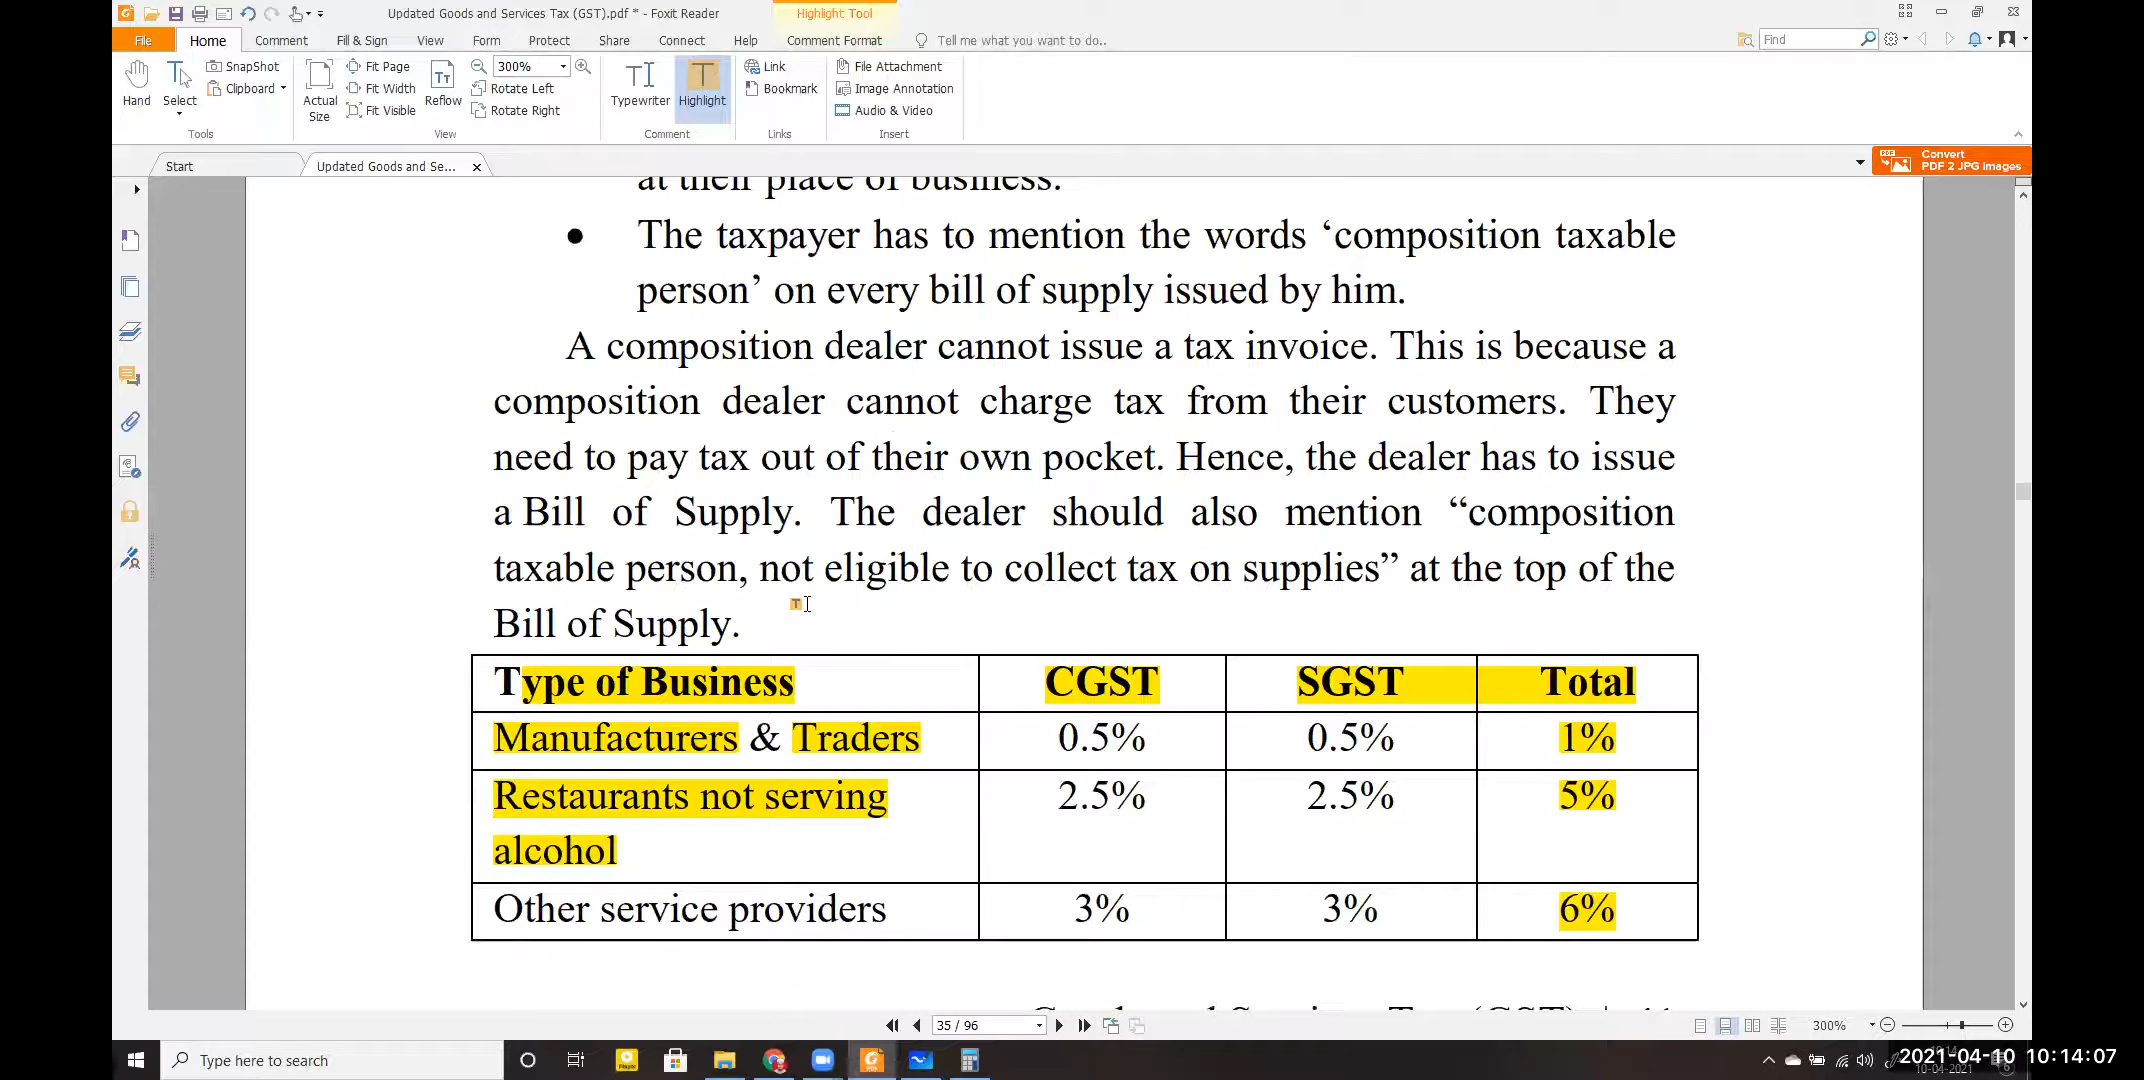 Updated Goods and Services Tax (GST).pdf * - Foxit Reader
Highlight Tool
File Home Comment Fill & Sign View Form Protect Share Connect Help Comment Format Tell me what you want to do.. Find
Hand
Select
SnapShot
Clipboard
Tools
Actual Size
Fit Page
Fit Width
Fit Visible
Reflow
300%
Rotate Left
Rotate Right
View
Typewriter
Highlight
Comment
Link
Bookmark
Links
File Attachment
Image Annotation
Audio & Video
Insert
Start
Updated Goods and Se...
Convert
PDF 2 JPG Images
at their place of business.
• The taxpayer has to mention the words ‘composition taxable
person’ on every bill of supply issued by him.
A composition dealer cannot issue a tax invoice. This is because a
composition dealer cannot charge tax from their customers. They
need to pay tax out of their own pocket. Hence, the dealer has to issue
a Bill of Supply. The dealer should also mention “composition
taxable person, not eligible to collect tax on supplies” at the top of the
Bill of Supply.
Type of Business CGST SGST Total
Manufacturers & Traders 0.5% 0.5% 1%
Restaurants not serving 2.5% 2.5% 5%
alcohol
Other service providers 3% 3% 6%
35 / 96
300%
Type here to search
2021-04-10 10:14:07
10-04-2021